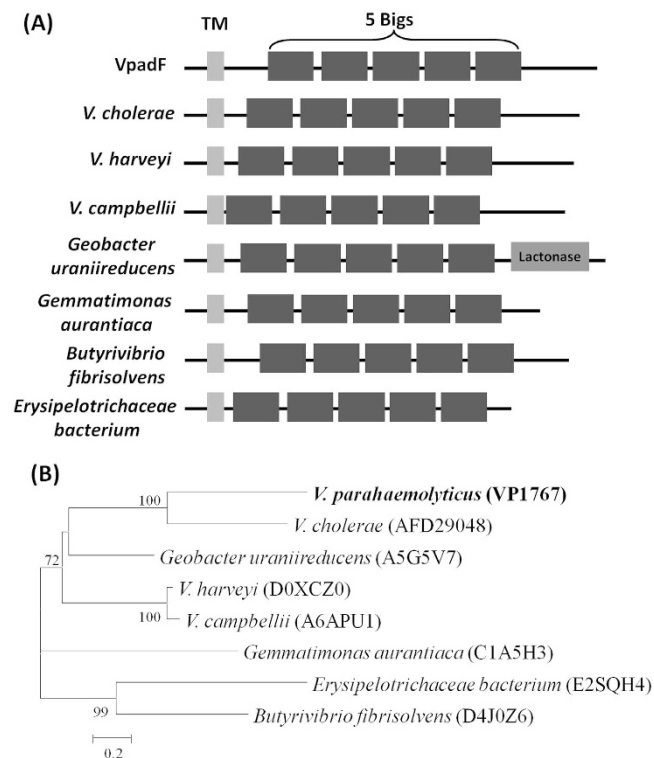 (A)
TM
5 Bigs
VpadF
V. cholerae
V. harveyi
V. campbellii
Geobacter
uraniireducens
Lactonase
Gemmatimonas
aurantiaca
Butyrivibrio
fibrisolvens
Erysipelotrichaceae
bacterium
(B)
100
V. parahaemolyticus (VP1767)
V. cholerae (AFD29048)
72
Geobacter uraniireducens (A5G5V7)
V. harveyi (D0XCZ0)
100
V. campbellii (A6APU1)
Gemmatimonas aurantiaca (C1A5H3)
Erysipelotrichaceae bacterium (E2SQH4)
99
Butyrivibrio fibrisolvens (D4J0Z6)
0.2